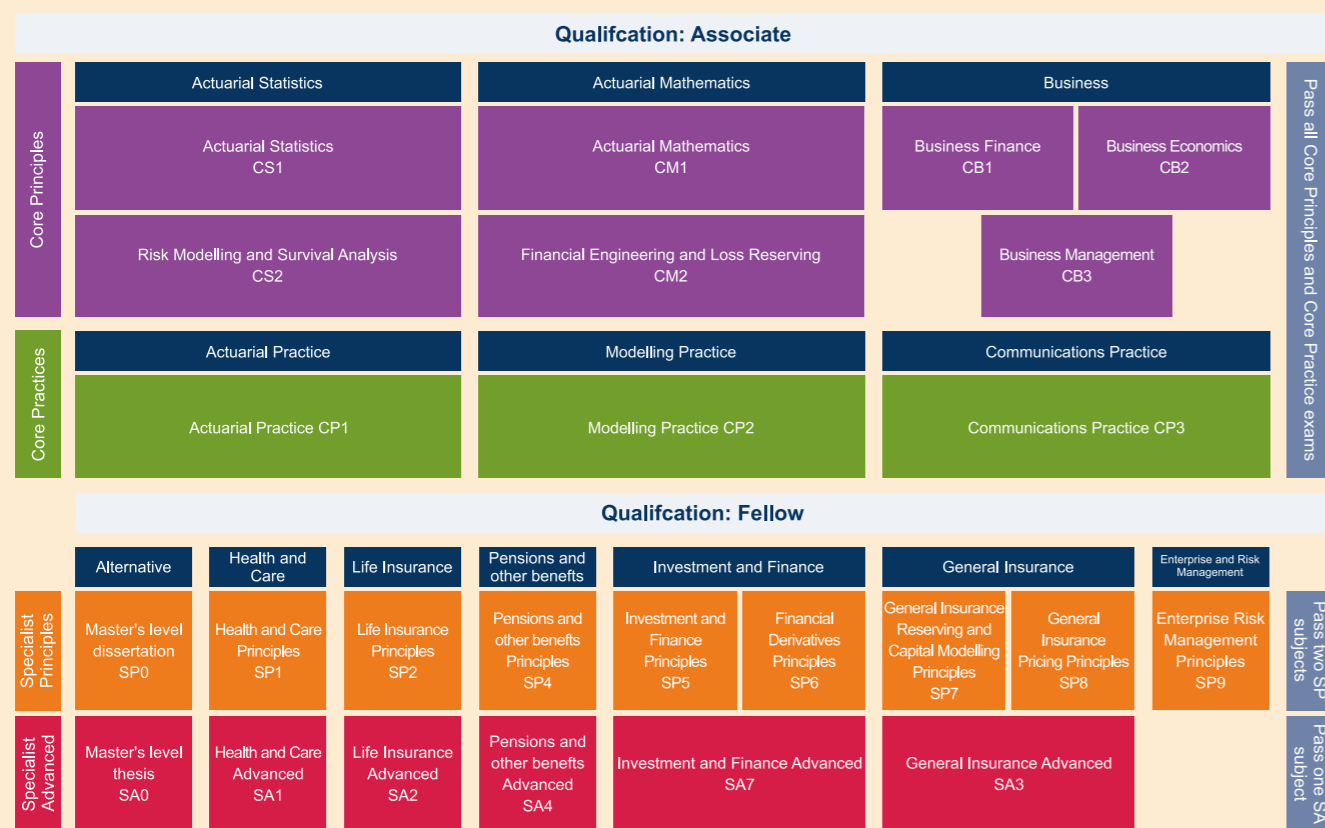 Qualifcation: Associate
Core Principles
Actuarial Statistics
Actuarial Mathematics
Business
Pass all Core Principles and Core Practice exams
Actuarial Statistics
CS1
Actuarial Mathematics
CM1
Business Finance
CB1
Business Economics
CB2
Risk Modelling and Survival Analysis
CS2
Financial Engineering and Loss Reserving
CM2
Business Management
CB3
Core Practices
Actuarial Practice
Modelling Practice
Communications Practice
Actuarial Practice CP1
Modelling Practice CP2
Communications Practice CP3
Qualifcation: Fellow
Alternative
Health and
Care
Life Insurance
Pensions and
other benefits
Investment and Finance
General Insurance
Enterprise and Risk
Management
Specialist
Principles
Master's level
dissertation
SP0
Health and Care
Principles
SP1
Life Insurance
Principles
SP2
Pensions and
other benefts
Principles
SP4
Investment and
Finance
Principles
SP5
Financial
Derivatives
Principles
SP6
General Insurance
Reserving and
Capital Modelling
Principles
SP7
General
Insurance
Pricing Principles
SP8
Enterprise Risk
Management
Principles
SP9
Pass two SP
subjects
Specialist
Advanced
Master's level
thesis
SA0
Health and Care
Advanced
SA1
Life Insurance
Advanced
SA2
Pensions and
other benefts
Advanced
SA4
Investment and Finance Advanced
SA7
General Insurance Advanced
SA3
Pass one SA
subject